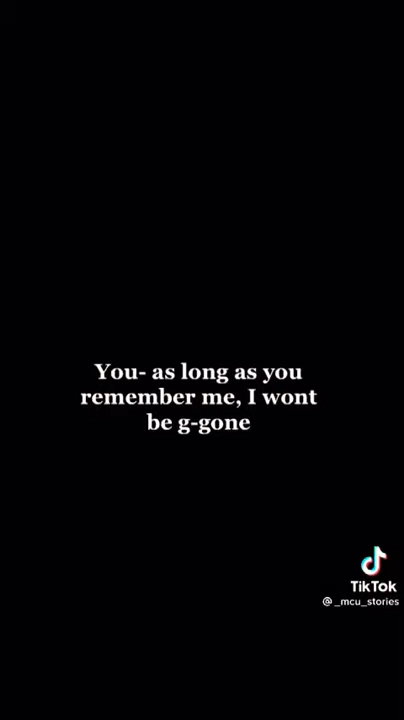 You- as long as you
remember me, I wont
be g-gone
TikTok
@_mcu_stories